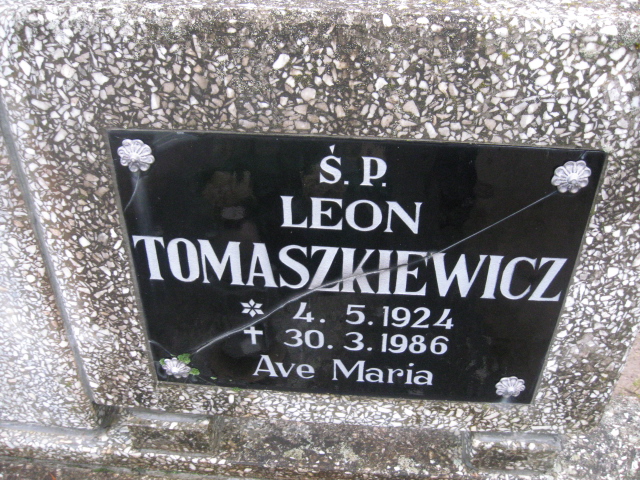 Ś. P.
LEON
TOMASZKIEWICZ
* 4. 5. 1924
+ 30. 3. 1986
Ave Maria